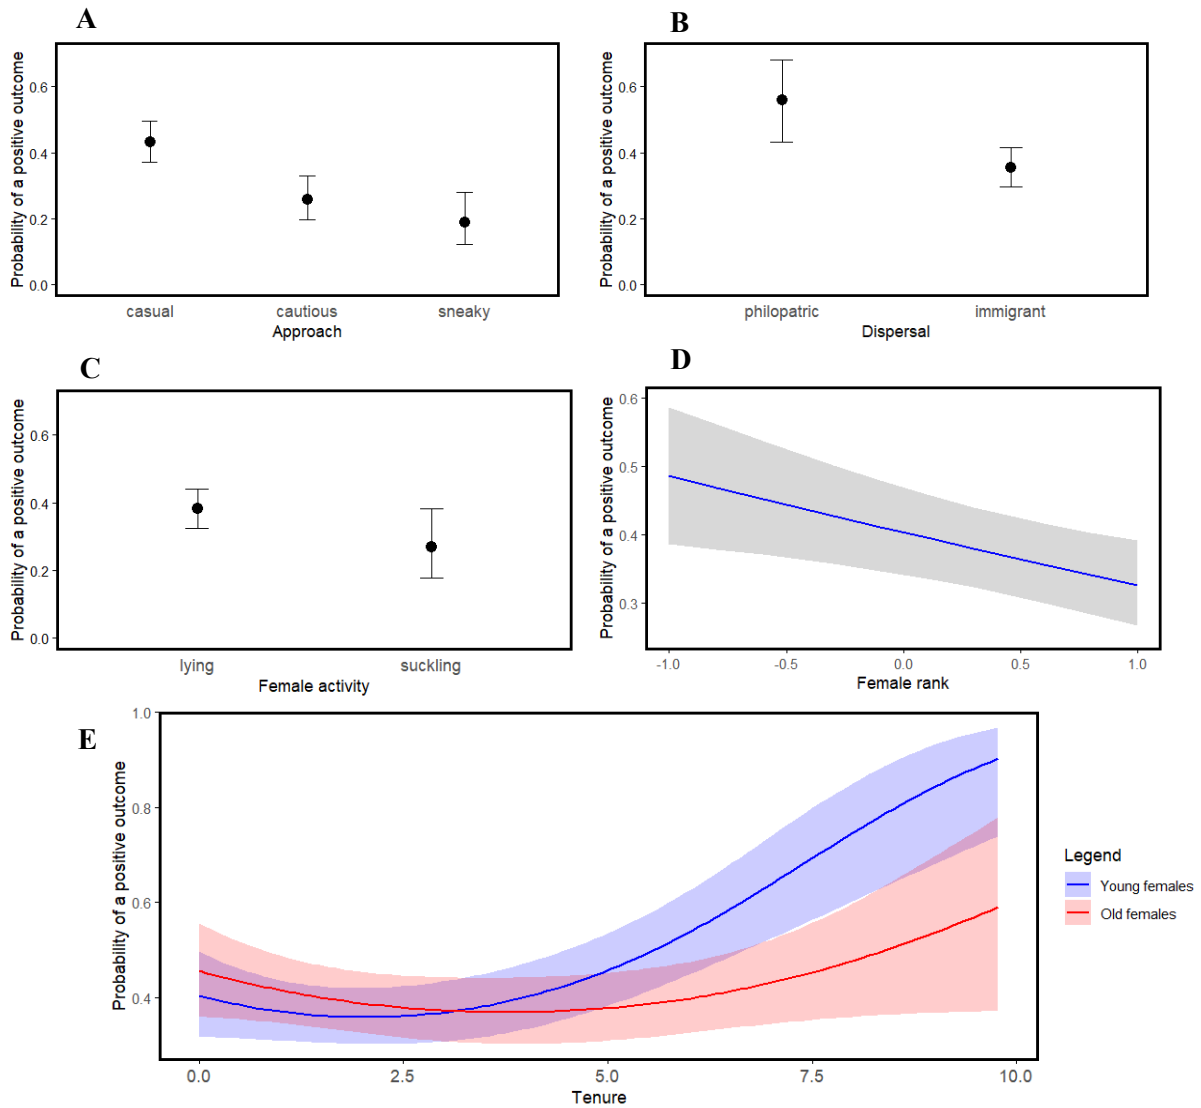 A
Probability of a positive outcome
0.6
0.4
0.2
0.0
casual cautious sneaky
Approach
B
Probability of a positive outcome
0.6
0.4
0.2
0.0
philopatric immigrant
Dispersal
C
Probability of a positive outcome
0.6
0.4
0.2
0.0
lying suckling
Female activity
D
Probability of a positive outcome
0.6
0.5
0.4
0.3
-1.0 -0.5 0.0 0.5 1.0
Female rank
E
Probability of a positive outcome
1.0
0.8
0.6
0.4
0.0 2.5 5.0 7.5 10.0
Tenure
Legend
Young females
Old females